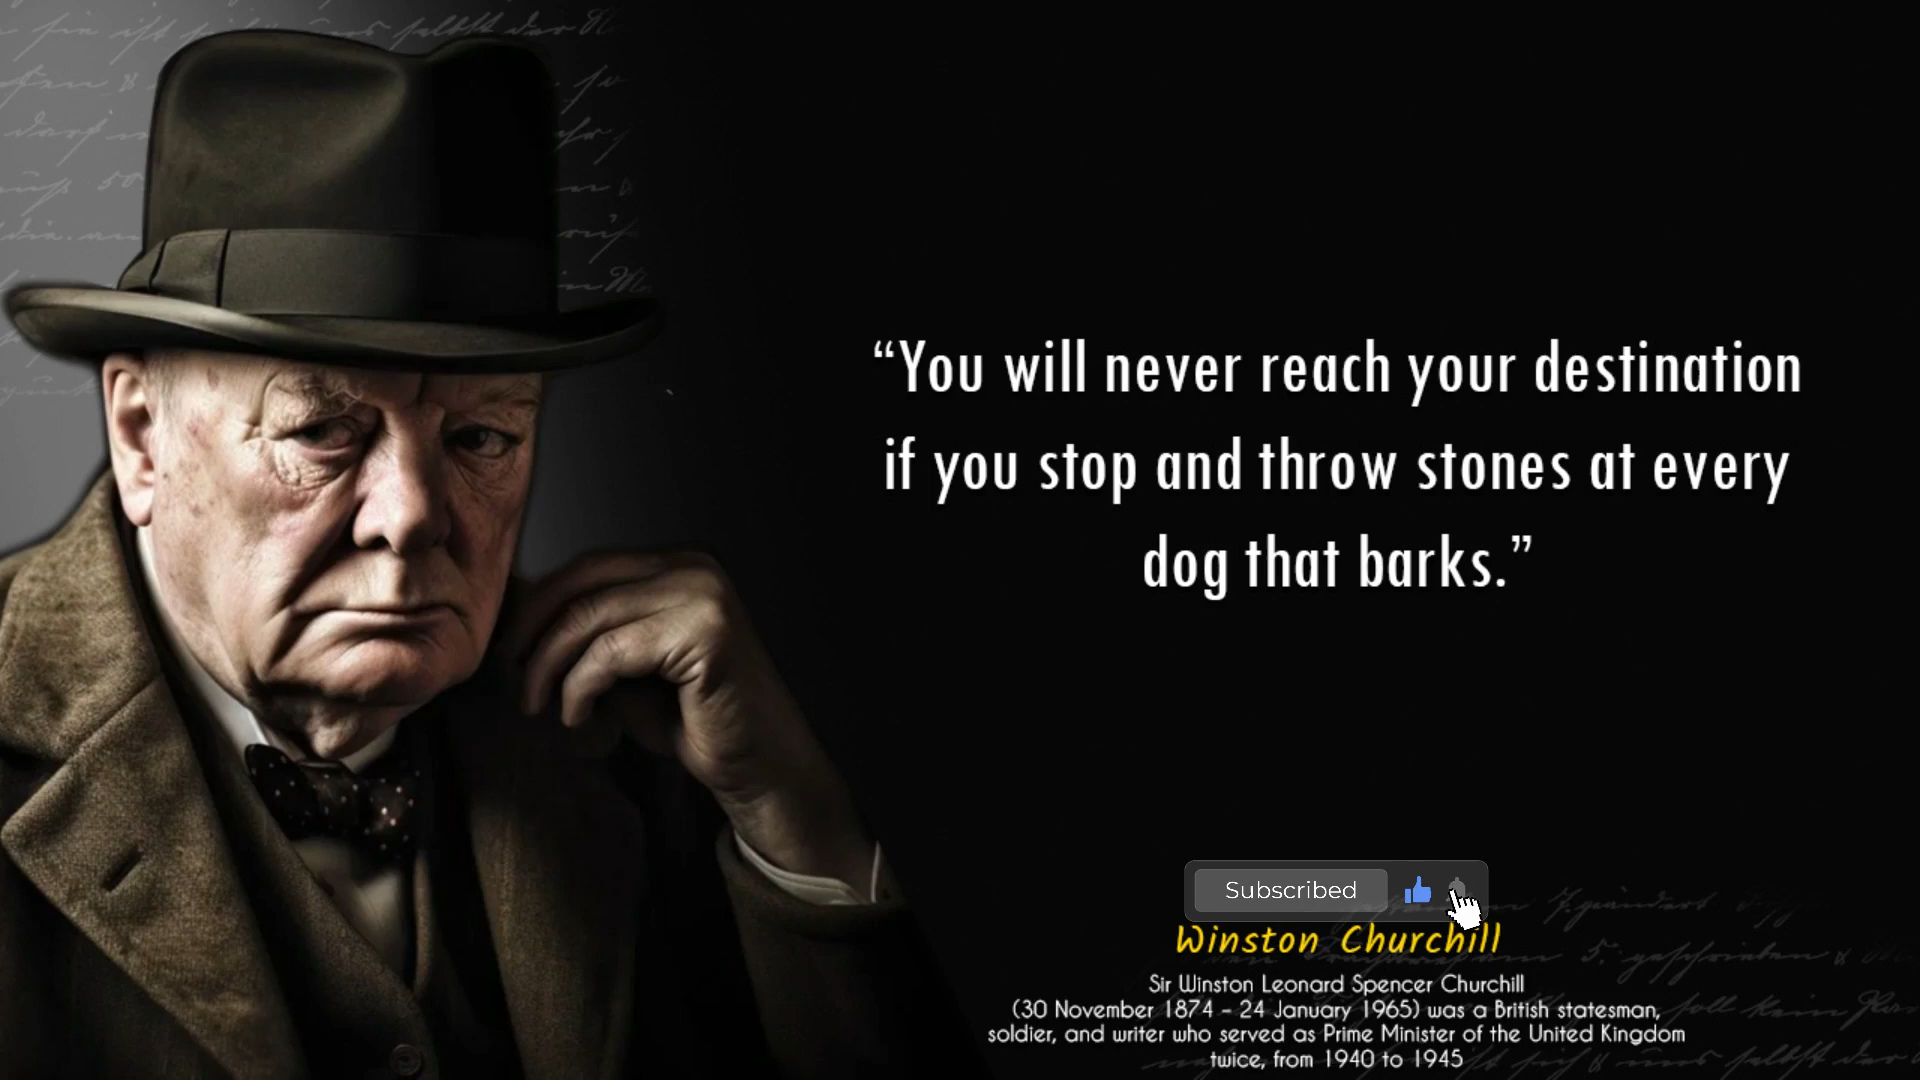 “You will never reach your destination
if you stop and throw stones at every
dog that barks.”
Subscribed
Winston Churchill
Sir Winston Leonard Spencer Churchill
(30 November 1874 – 24 January 1965) was a British statesman,
soldier, and writer who served as Prime Minister of the United Kingdom
twice, from 1940 to 1945